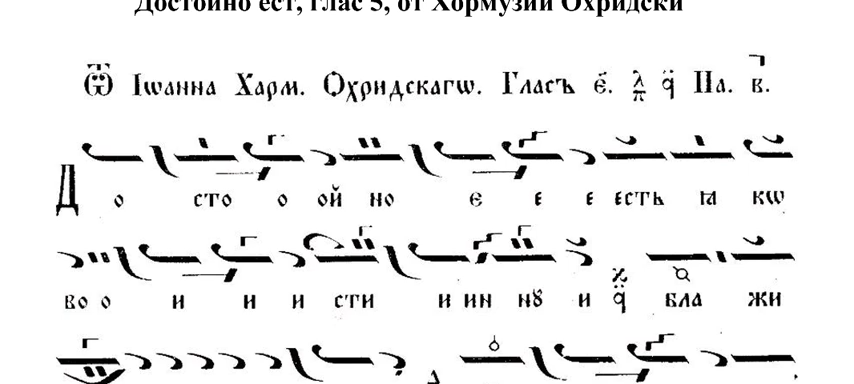 Достойно ест, глас 5, от Хормузий Охридски
Ѿ Іѡанна Харм. Охридскагѡ. Гласъ є҃. Па. в.
До сто о ой но е е е есть ꙗ кѡ
во о и и и сти и ин нꙋ и бла жи